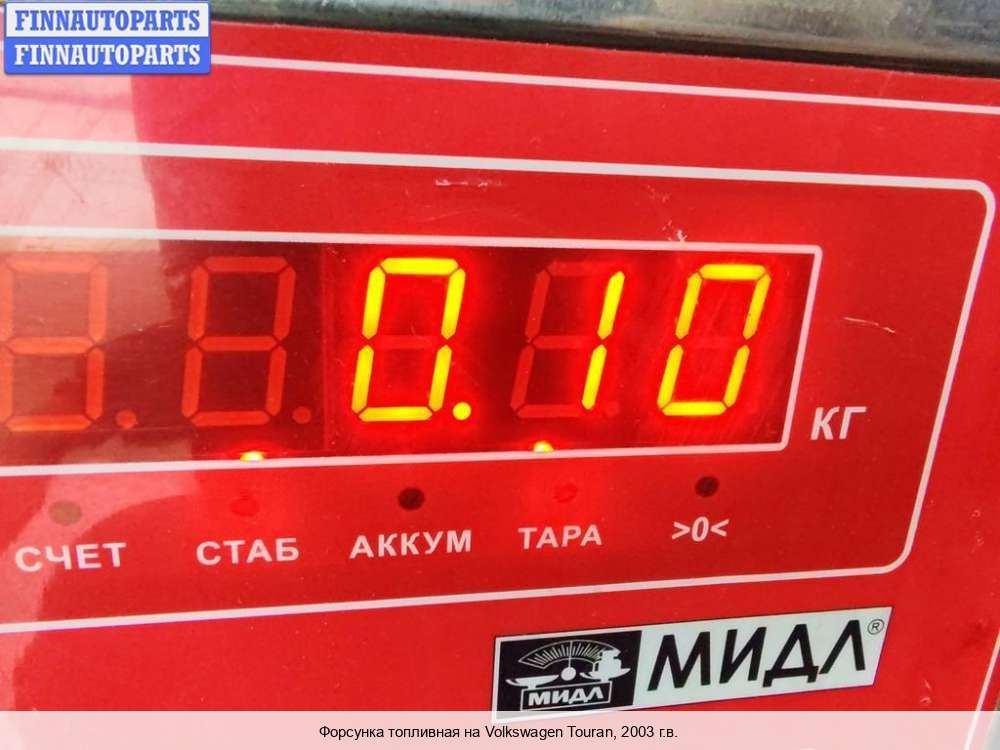 FINNAUTOPARTS
FINNAUTOPARTS
0.10
КГ
СЧЕТ СТАБ АККУМ ТАРА >0<
МИДЛ МИДЛ®
Форсунка топливная на Volkswagen Touran, 2003 г.в.